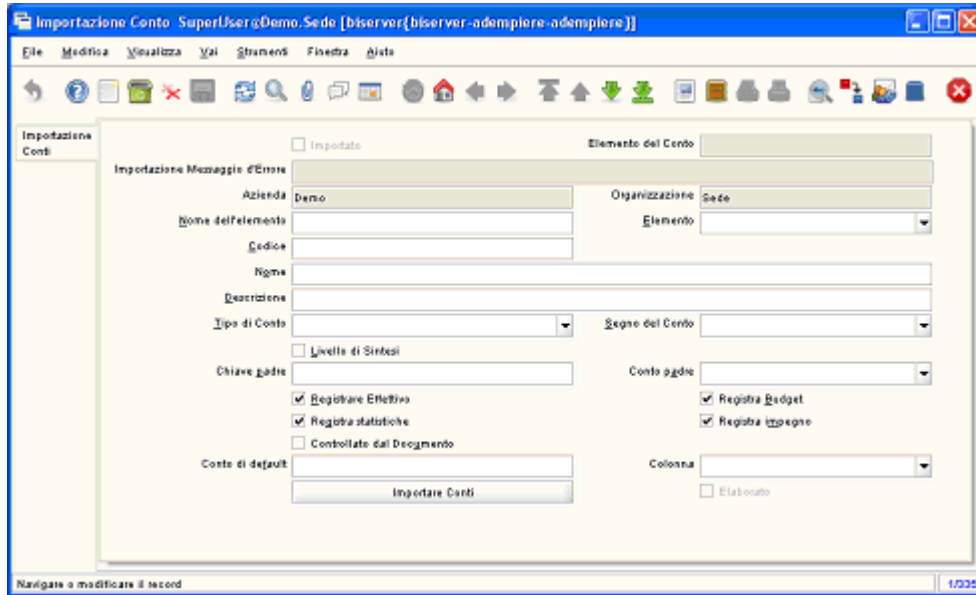 Importazione Conto SuperUser@Demo.Sede [biserver{biserver-adempiere-adempiere}]
File Modifica Visualizza Vai Strumenti Finestra Aiuto
Importazione
Conti
Importato Elemento del Conto
Importazione Messaggio d'Errore
Azienda Demo Organizzazione Sede
Nome dell'elemento Elemento
Codice
Nome
Descrizione
Tipo di Conto Segno del Conto
Livello di Sintesi
Chiave padre Conto padre
Registrare Effettivo Registra Budget
Registra statistiche Registra impegno
Controllato dal Documento
Conto di default Colonna
Importare Conti Elaborato
Navigare o modificare il record